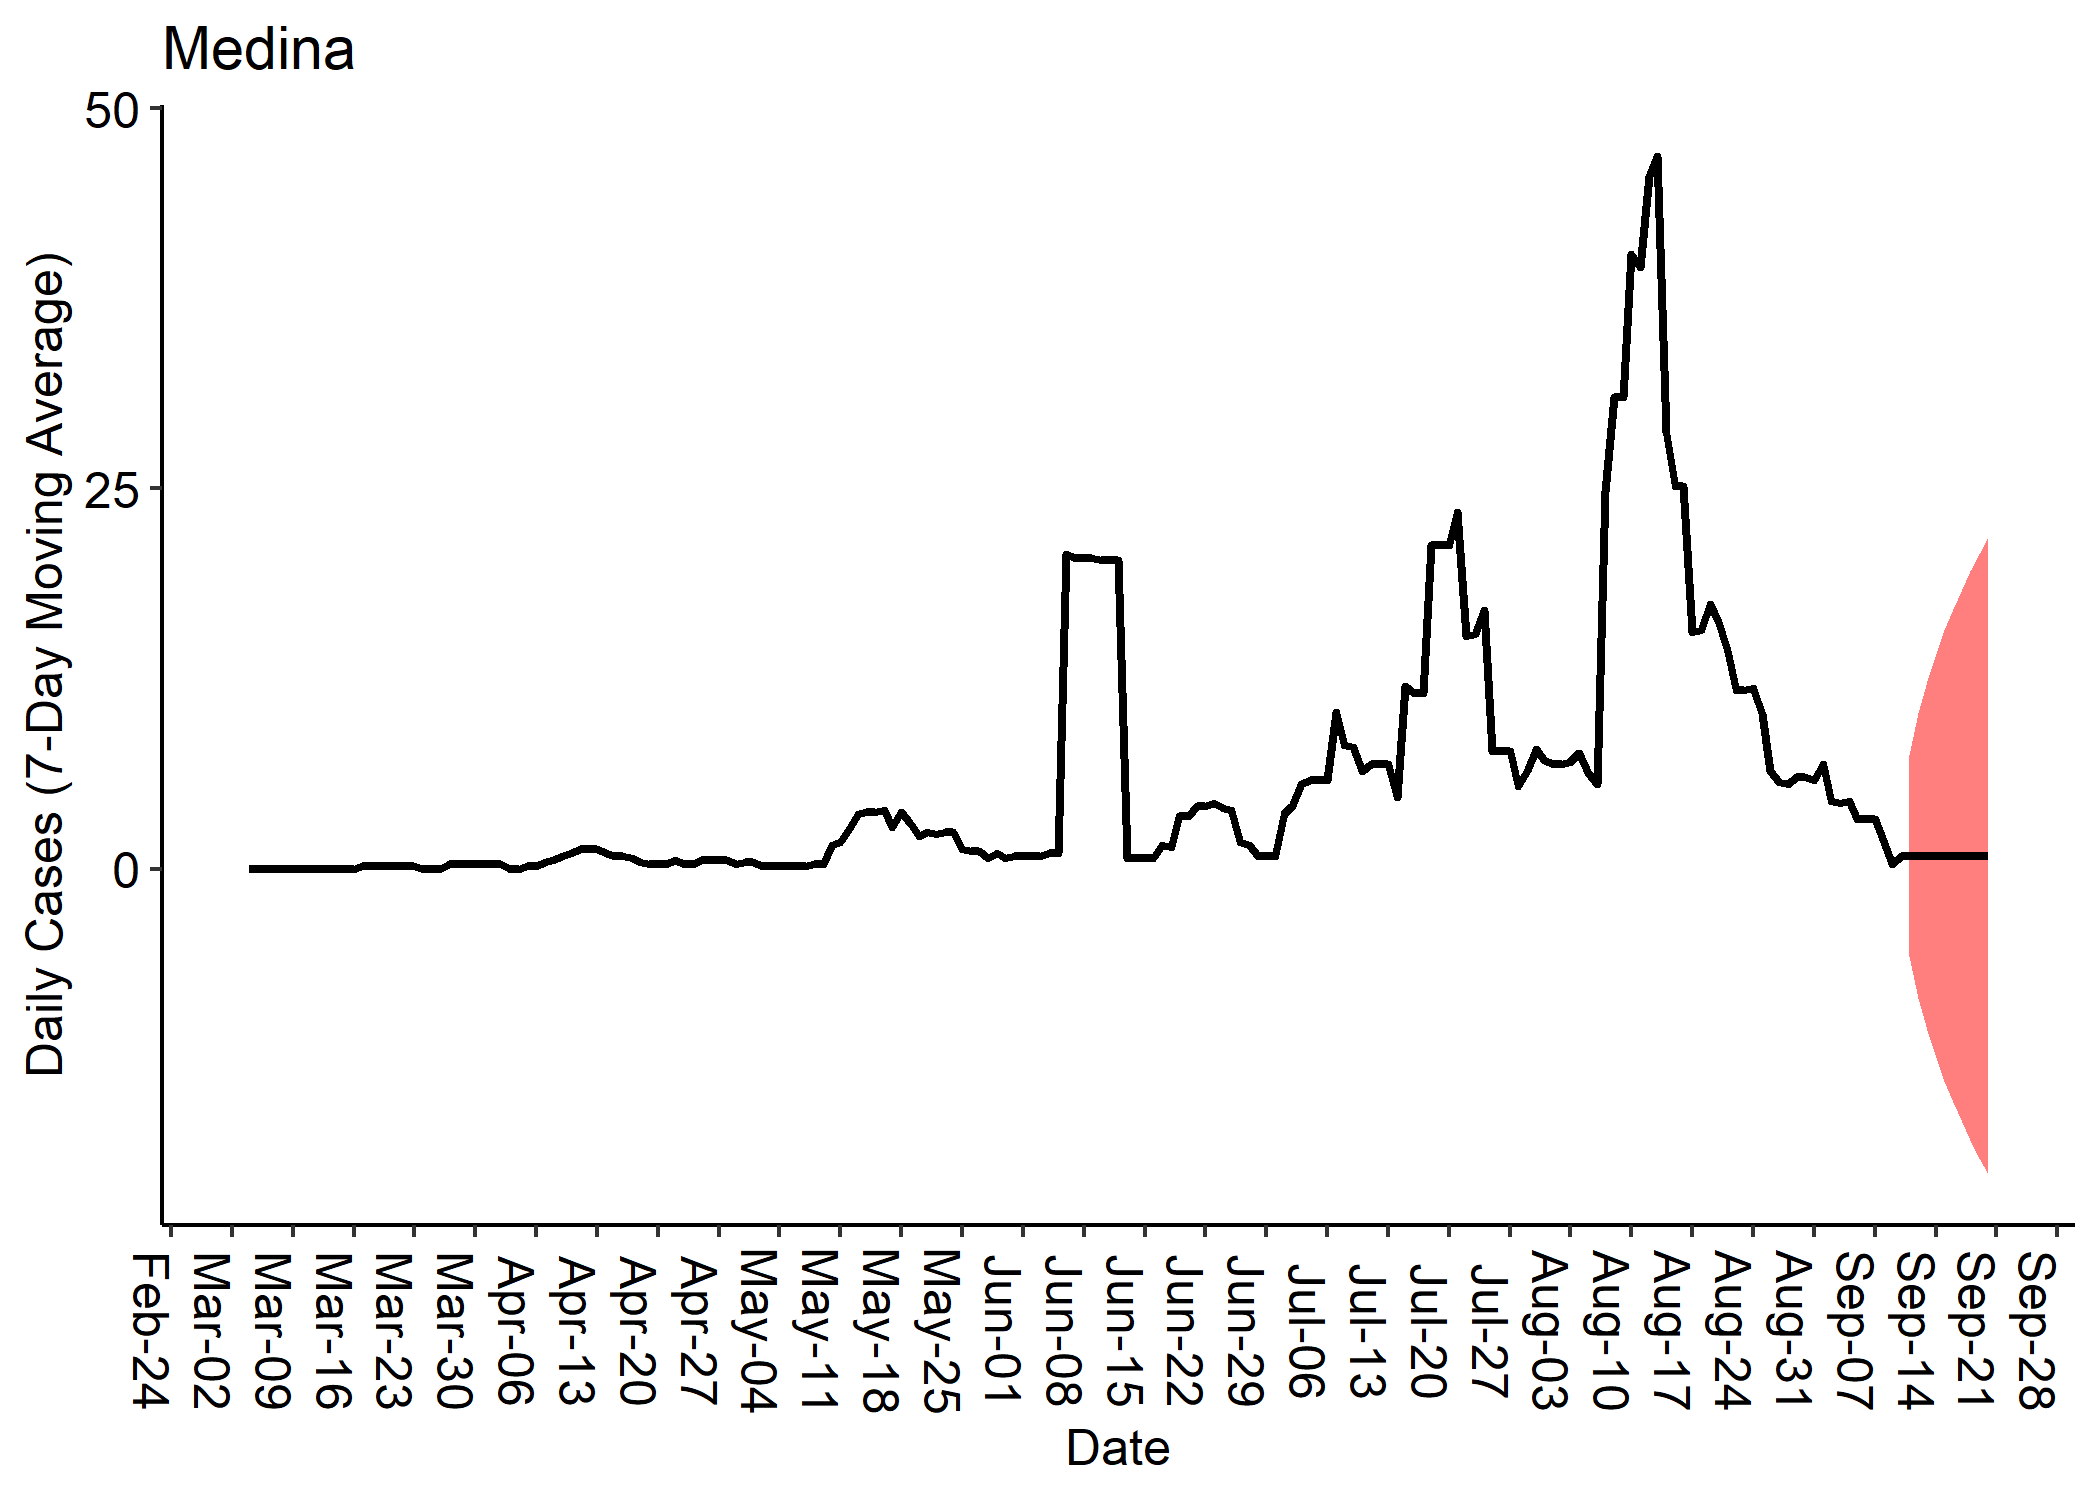 Medina
50
25
0
Daily Cases (7-Day Moving Average)
Feb-24
Mar-02
Mar-09
Mar-16
Mar-23
Mar-30
Apr-06
Apr-13
Apr-20
Apr-27
May-04
May-11
May-18
May-25
Jun-01
Jun-08
Jun-15
Jun-22
Jun-29
Jul-06
Jul-13
Jul-20
Jul-27
Aug-03
Aug-10
Aug-17
Aug-24
Aug-31
Sep-07
Sep-14
Sep-21
Sep-28
Date